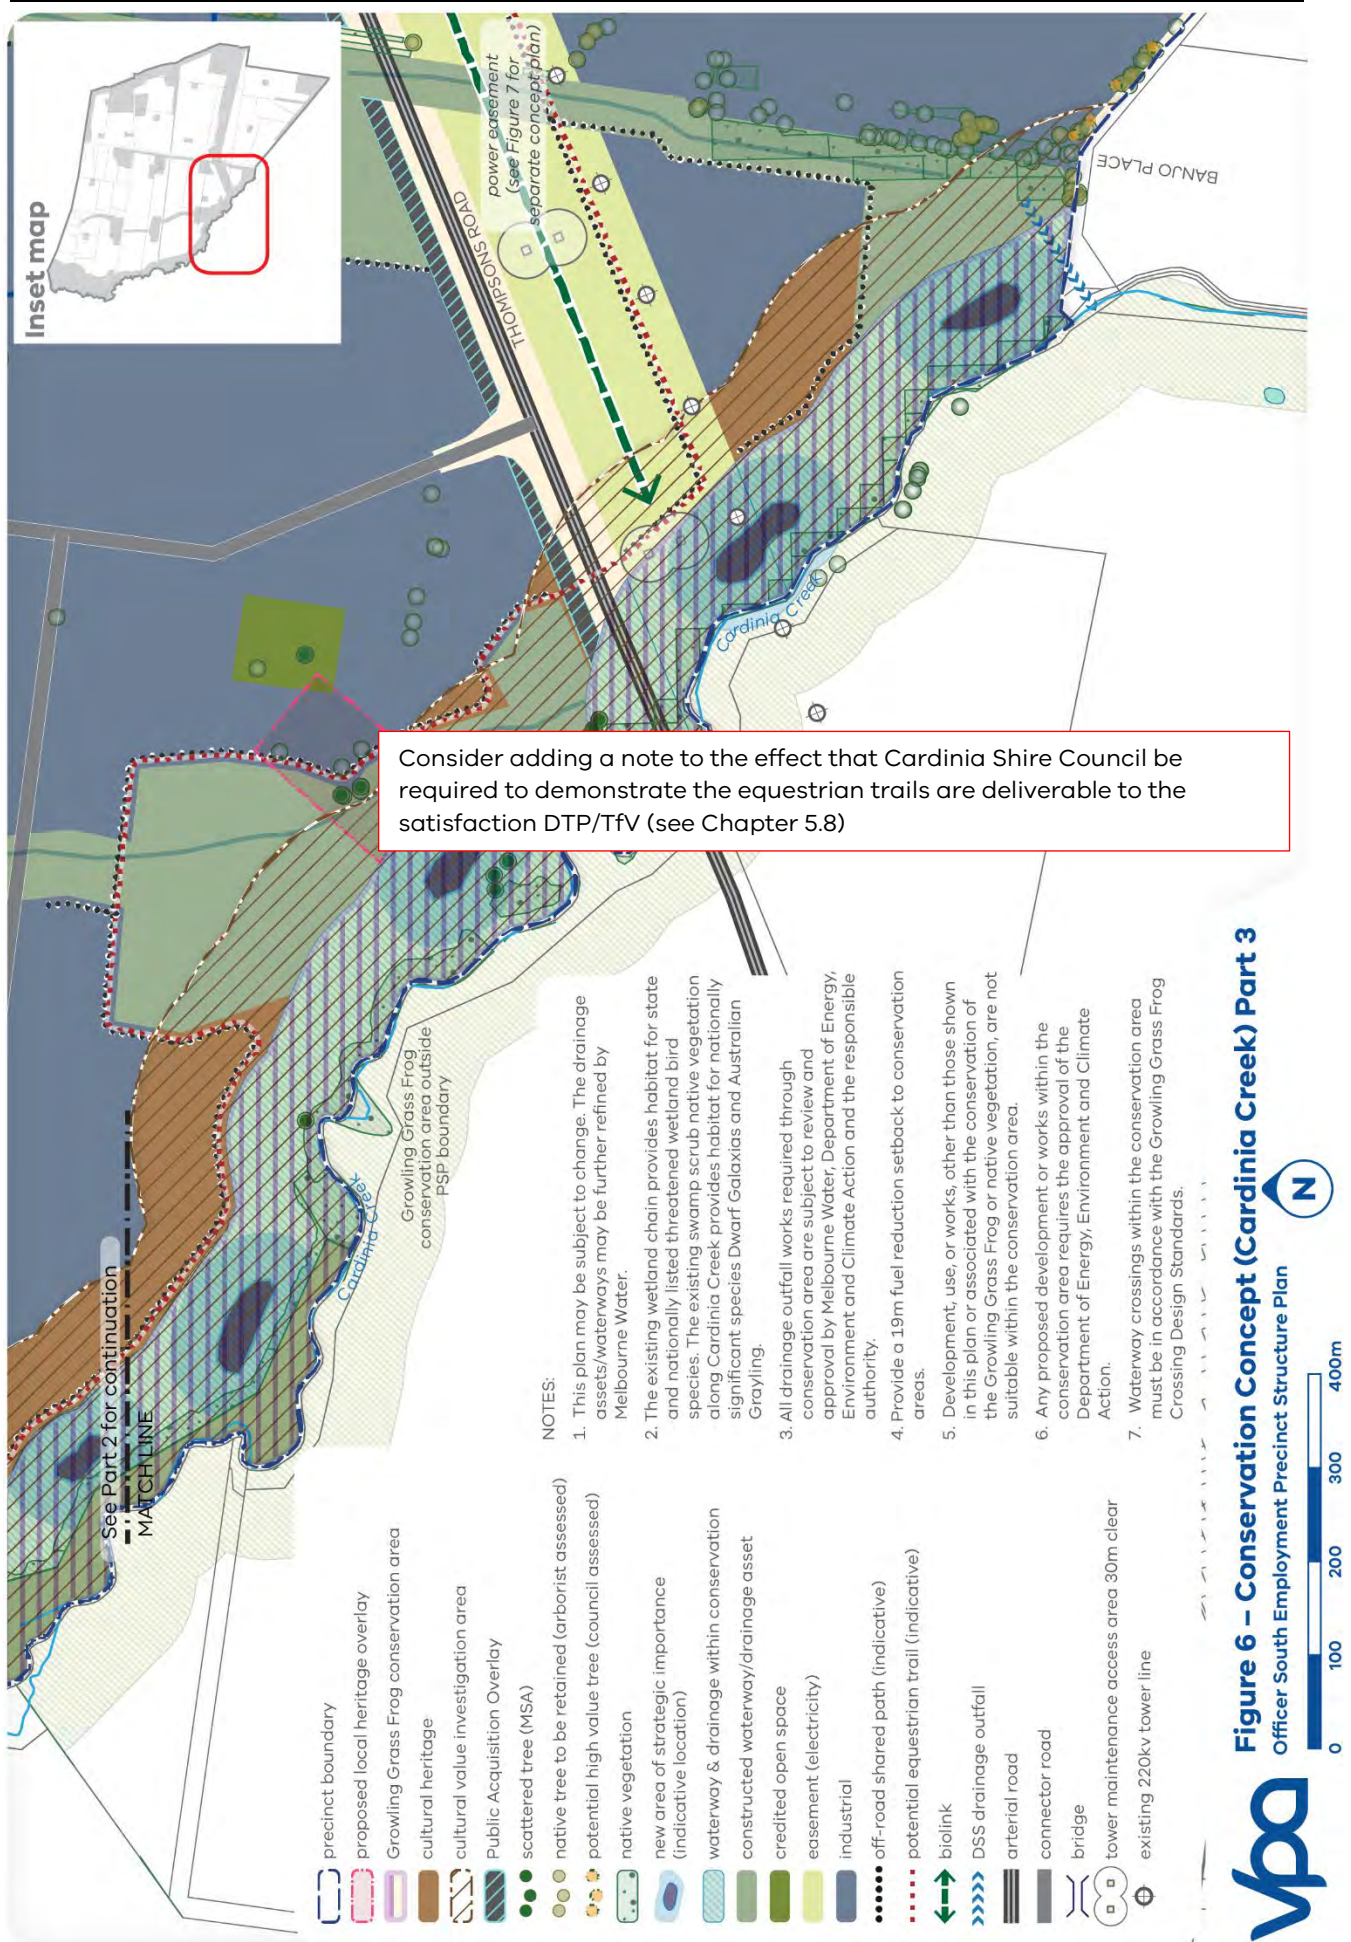 Inset map
power easement
(see Figure 7 for
separate concept plan)
THOMPSONS ROAD
BANJO PLACE
Cardinia Creek
Consider adding a note to the effect that Cardinia Shire Council be
required to demonstrate the equestrian trails are deliverable to the
satisfaction DTP/TfV (see Chapter 5.8)
Growling Grass Frog
conservation area outside
PSP boundary
Cardinia Creek
See Part 2 for continuation
MATCH LINE
NOTES:
1. This plan may be subject to change. The drainage
assets/waterways may be further refined by
Melbourne Water.
2. The existing wetland chain provides habitat for state
and nationally listed threatened wetland bird
species. The existing swamp scrub native vegetation
along Cardinia Creek provides habitat for nationally
significant species Dwarf Galaxias and Australian
Grayling.
3. All drainage outfall works required through
conservation area are subject to review and
approval by Melbourne Water, Department of Energy,
Environment and Climate Action and the responsible
authority.
4. Provide a 19m fuel reduction setback to conservation
areas.
5. Development, use, or works, other than those shown
in this plan or associated with the conservation of
the Growling Grass Frog or native vegetation, are not
suitable within the conservation area.
6. Any proposed development or works within the
conservation area requires the approval of the
Department of Energy, Environment and Climate
Action.
7. Waterway crossings within the conservation area
must be in accordance with the Growling Grass Frog
Crossing Design Standards.
precinct boundary
proposed local heritage overlay
Growling Grass Frog conservation area
cultural heritage
cultural value investigation area
Public Acquisition Overlay
scattered tree (MSA)
native tree to be retained (arborist assessed)
potential high value tree (council assessed)
native vegetation
new area of strategic importance
(indicative location)
waterway & drainage within conservation
constructed waterway/drainage asset
credited open space
easement (electricity)
industrial
off-road shared path (indicative)
potential equestrian trail (indicative)
biolink
DSS drainage outfall
arterial road
connector road
bridge
tower maintenance access area 30m clear
existing 220kv tower line
vpa
Figure 6 – Conservation Concept (Cardinia Creek) Part 3
Officer South Employment Precinct Structure Plan
N
0 100 200 300 400m